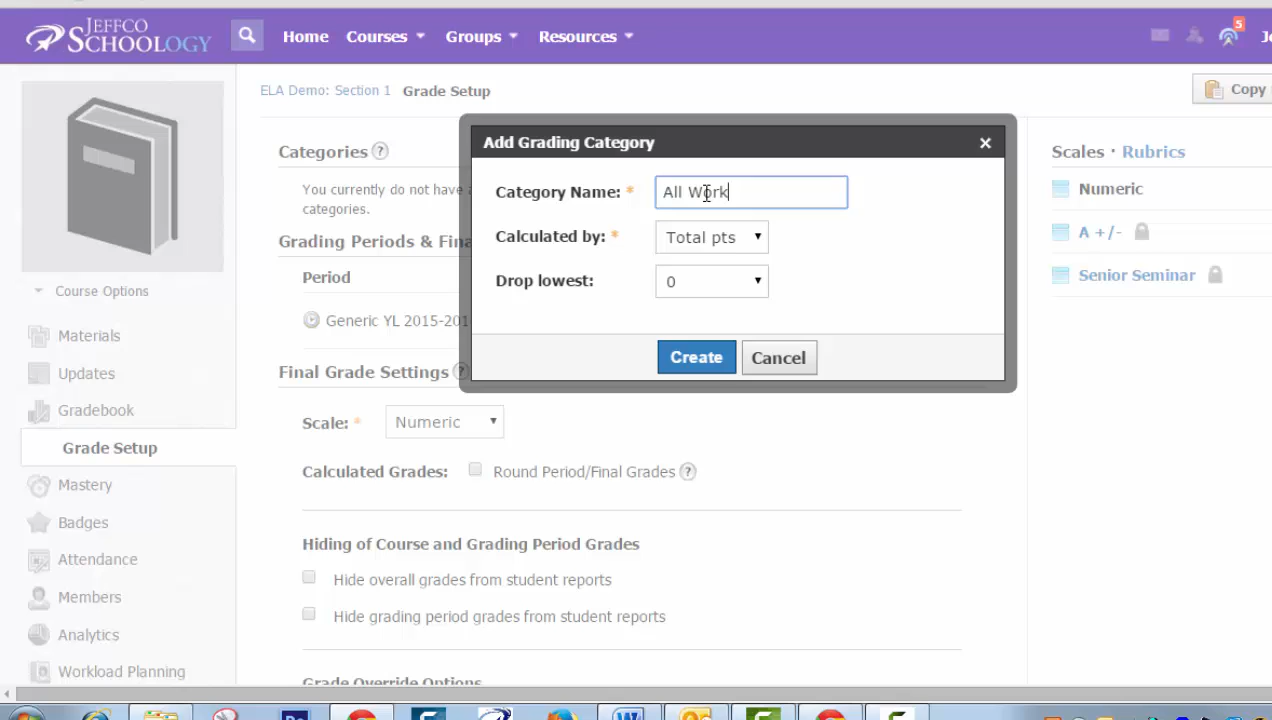 JEFFCO
SCHOOLOGY
Home Courses Groups Resources
5
ELA Demo: Section 1 Grade Setup
Copy
Add Grading Category
×
Categories ?
Category Name: * All Work
Scales · Rubrics
You currently do not have a
categories.
Numeric
Calculated by: * Total pts
A +/-
Grading Periods & Fina
Period
Drop lowest: 0
Senior Seminar
Course Options
Generic YL 2015-201
Materials
Create Cancel
Updates
Final Grade Settings ?
Gradebook
Scale: * Numeric
Grade Setup
Calculated Grades: Round Period/Final Grades ?
Mastery
Badges
Hiding of Course and Grading Period Grades
Attendance
Hide overall grades from student reports
Members
Hide grading period grades from student reports
Analytics
Workload Planning
Grade Override Options